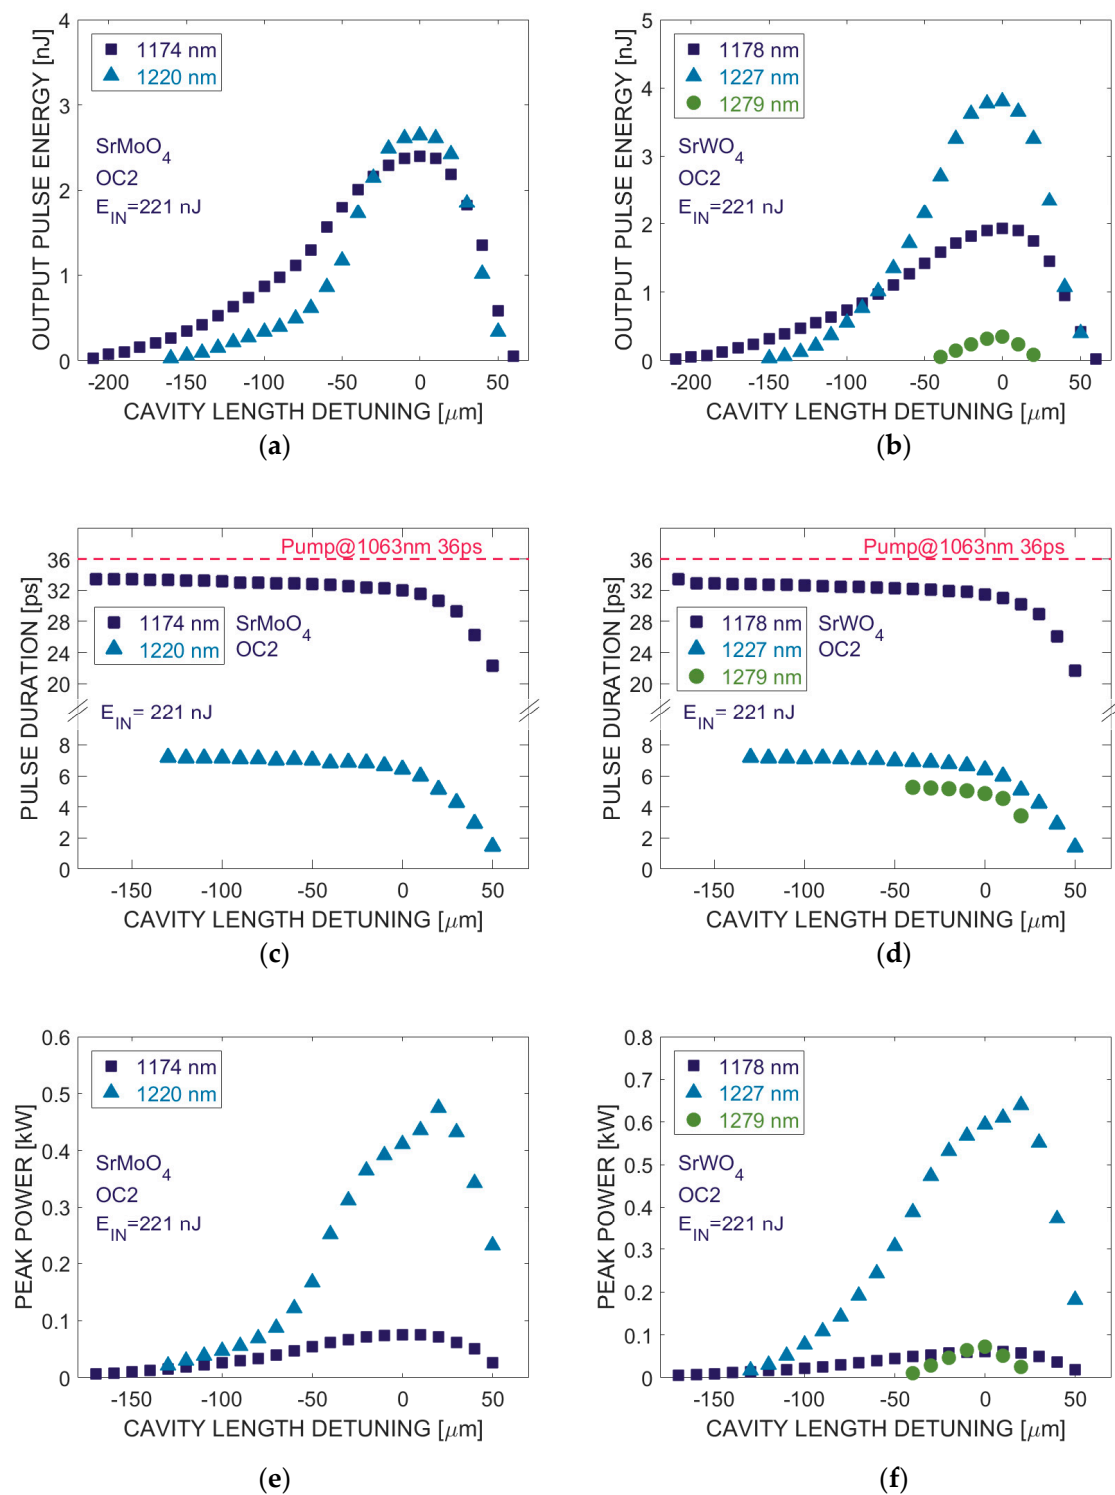 OUTPUT PULSE ENERGY [nJ]
4
3
2
1
0
1174 nm
1220 nm
SrMoO4
OC2
EIN=221 nJ
-200 -150 -100 -50 0 50
CAVITY LENGTH DETUNING [μm]
(a)
OUTPUT PULSE ENERGY [nJ]
5
4
3
2
1
0
1178 nm
1227 nm
1279 nm
SrWO4
OC2
EIN=221 nJ
-200 -150 -100 -50 0 50
CAVITY LENGTH DETUNING [μm]
(b)
PULSE DURATION [ps]
36
32
28
24
20
8
6
4
2
0
Pump@1063nm 36ps
1174 nm
1220 nm
SrMoO4
OC2
EIN= 221 nJ
-150 -100 -50 0 50
CAVITY LENGTH DETUNING [μm]
(c)
PULSE DURATION [ps]
36
32
28
24
20
8
6
4
2
0
Pump@1063nm 36ps
1178 nm
1227 nm
1279 nm
SrWO4
OC2
EIN= 221 nJ
-150 -100 -50 0 50
CAVITY LENGTH DETUNING [μm]
(d)
PEAK POWER [kW]
0.6
0.5
0.4
0.3
0.2
0.1
0
1174 nm
1220 nm
SrMoO4
OC2
EIN=221 nJ
-150 -100 -50 0 50
CAVITY LENGTH DETUNING [μm]
(e)
PEAK POWER [kW]
0.8
0.7
0.6
0.5
0.4
0.3
0.2
0.1
0
1178 nm
1227 nm
1279 nm
SrWO4
OC2
EIN=221 nJ
-150 -100 -50 0 50
CAVITY LENGTH DETUNING [μm]
(f)